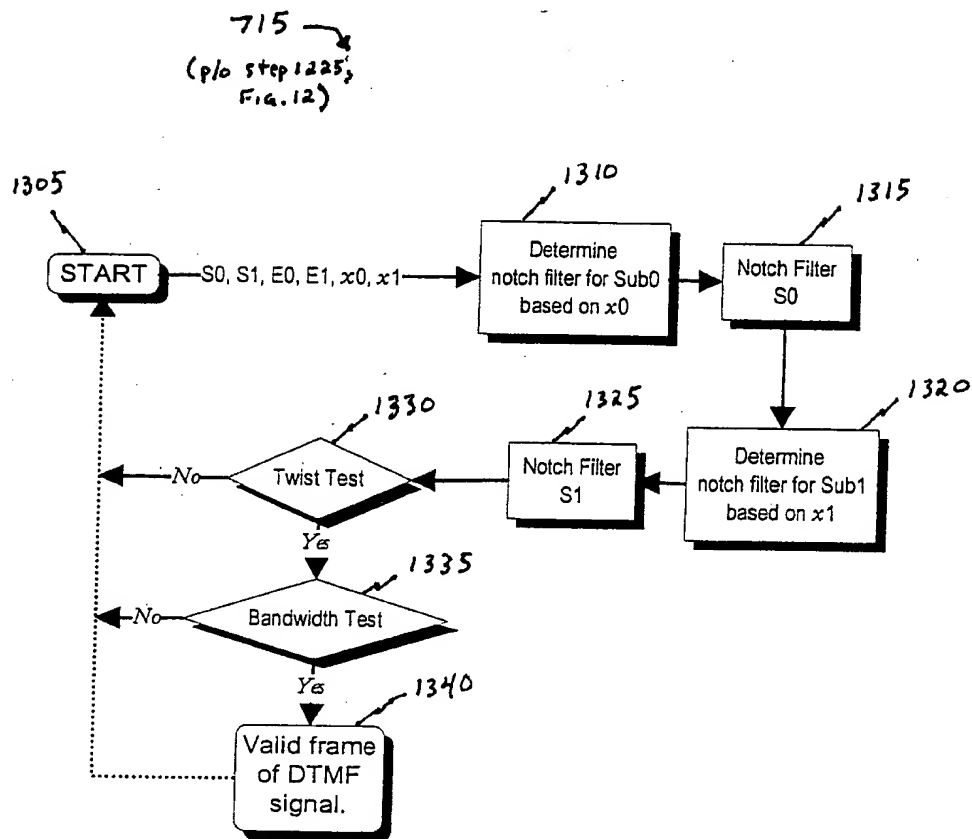 715
(p/o step 1225;
Fig. 12)
1305
START
S0, S1, E0, E1, x0, x1
1310
Determine
notch filter for Sub0
based on x0
1315
Notch Filter
S0
1320
Determine
notch filter for Sub1
based on x1
1325
Notch Filter
S1
1330
Twist Test
No
Yes
1335
Bandwidth Test
No
Yes
1340
Valid frame
of DTMF
signal.